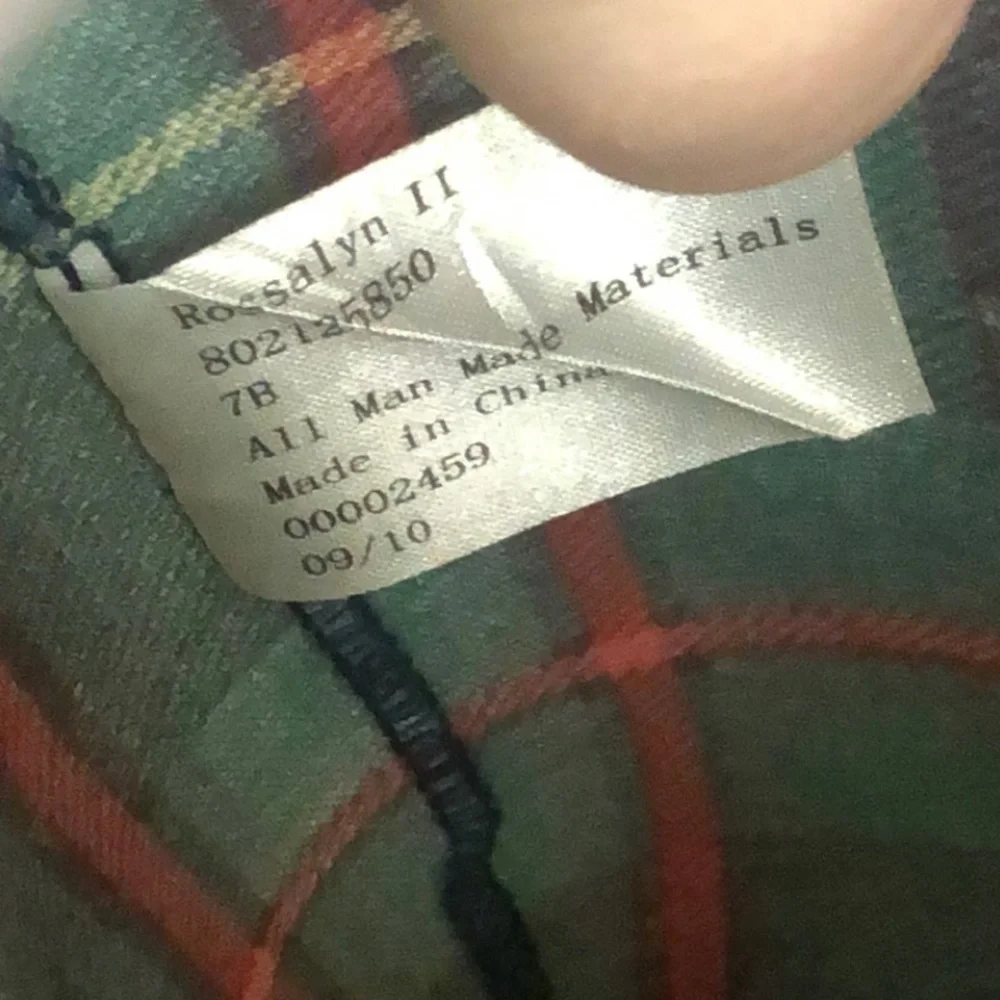 Rossalyn II
802125850
7B
All Man Made Materials
Made in China
00002459
09/10